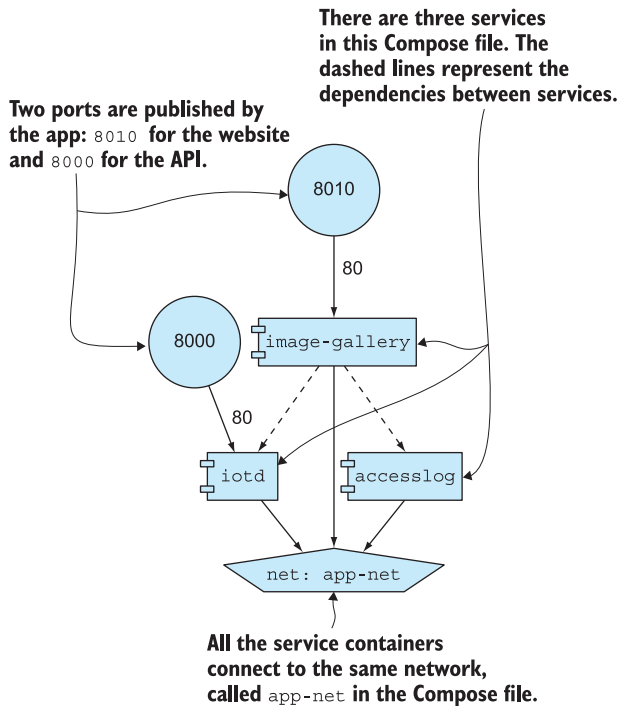 There are three services
in this Compose file. The
dashed lines represent the
dependencies between services.
Two ports are published by
the app: 8010 for the website
and 8000 for the API.
8010
80
image-gallery
8000
80
iotd
accesslog
net: app-net
All the service containers
connect to the same network,
called app-net in the Compose file.